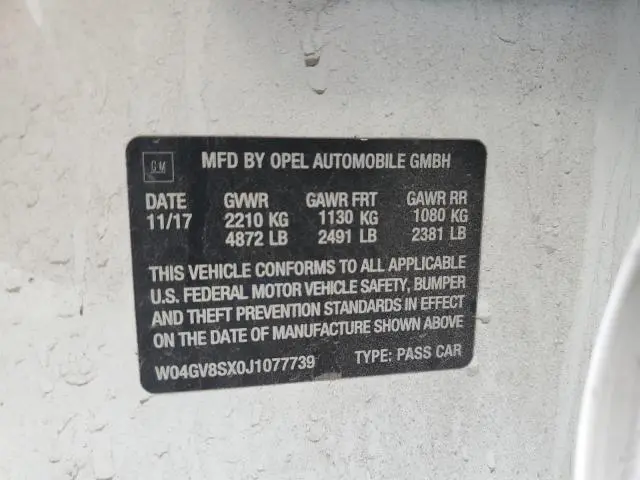 GM
MFD BY OPEL AUTOMOBILE GMBH
DATE GVWR GAWR FRT GAWR RR
11/17 2210 KG 1130 KG 1080 KG
4872 LB 2491 LB 2381 LB
THIS VEHICLE CONFORMS TO ALL APPLICABLE
U.S. FEDERAL MOTOR VEHICLE SAFETY, BUMPER
AND THEFT PREVENTION STANDARDS IN EFFECT
ON THE DATE OF MANUFACTURE SHOWN ABOVE
W04GV8SX0J1077739 TYPE: PASS CAR